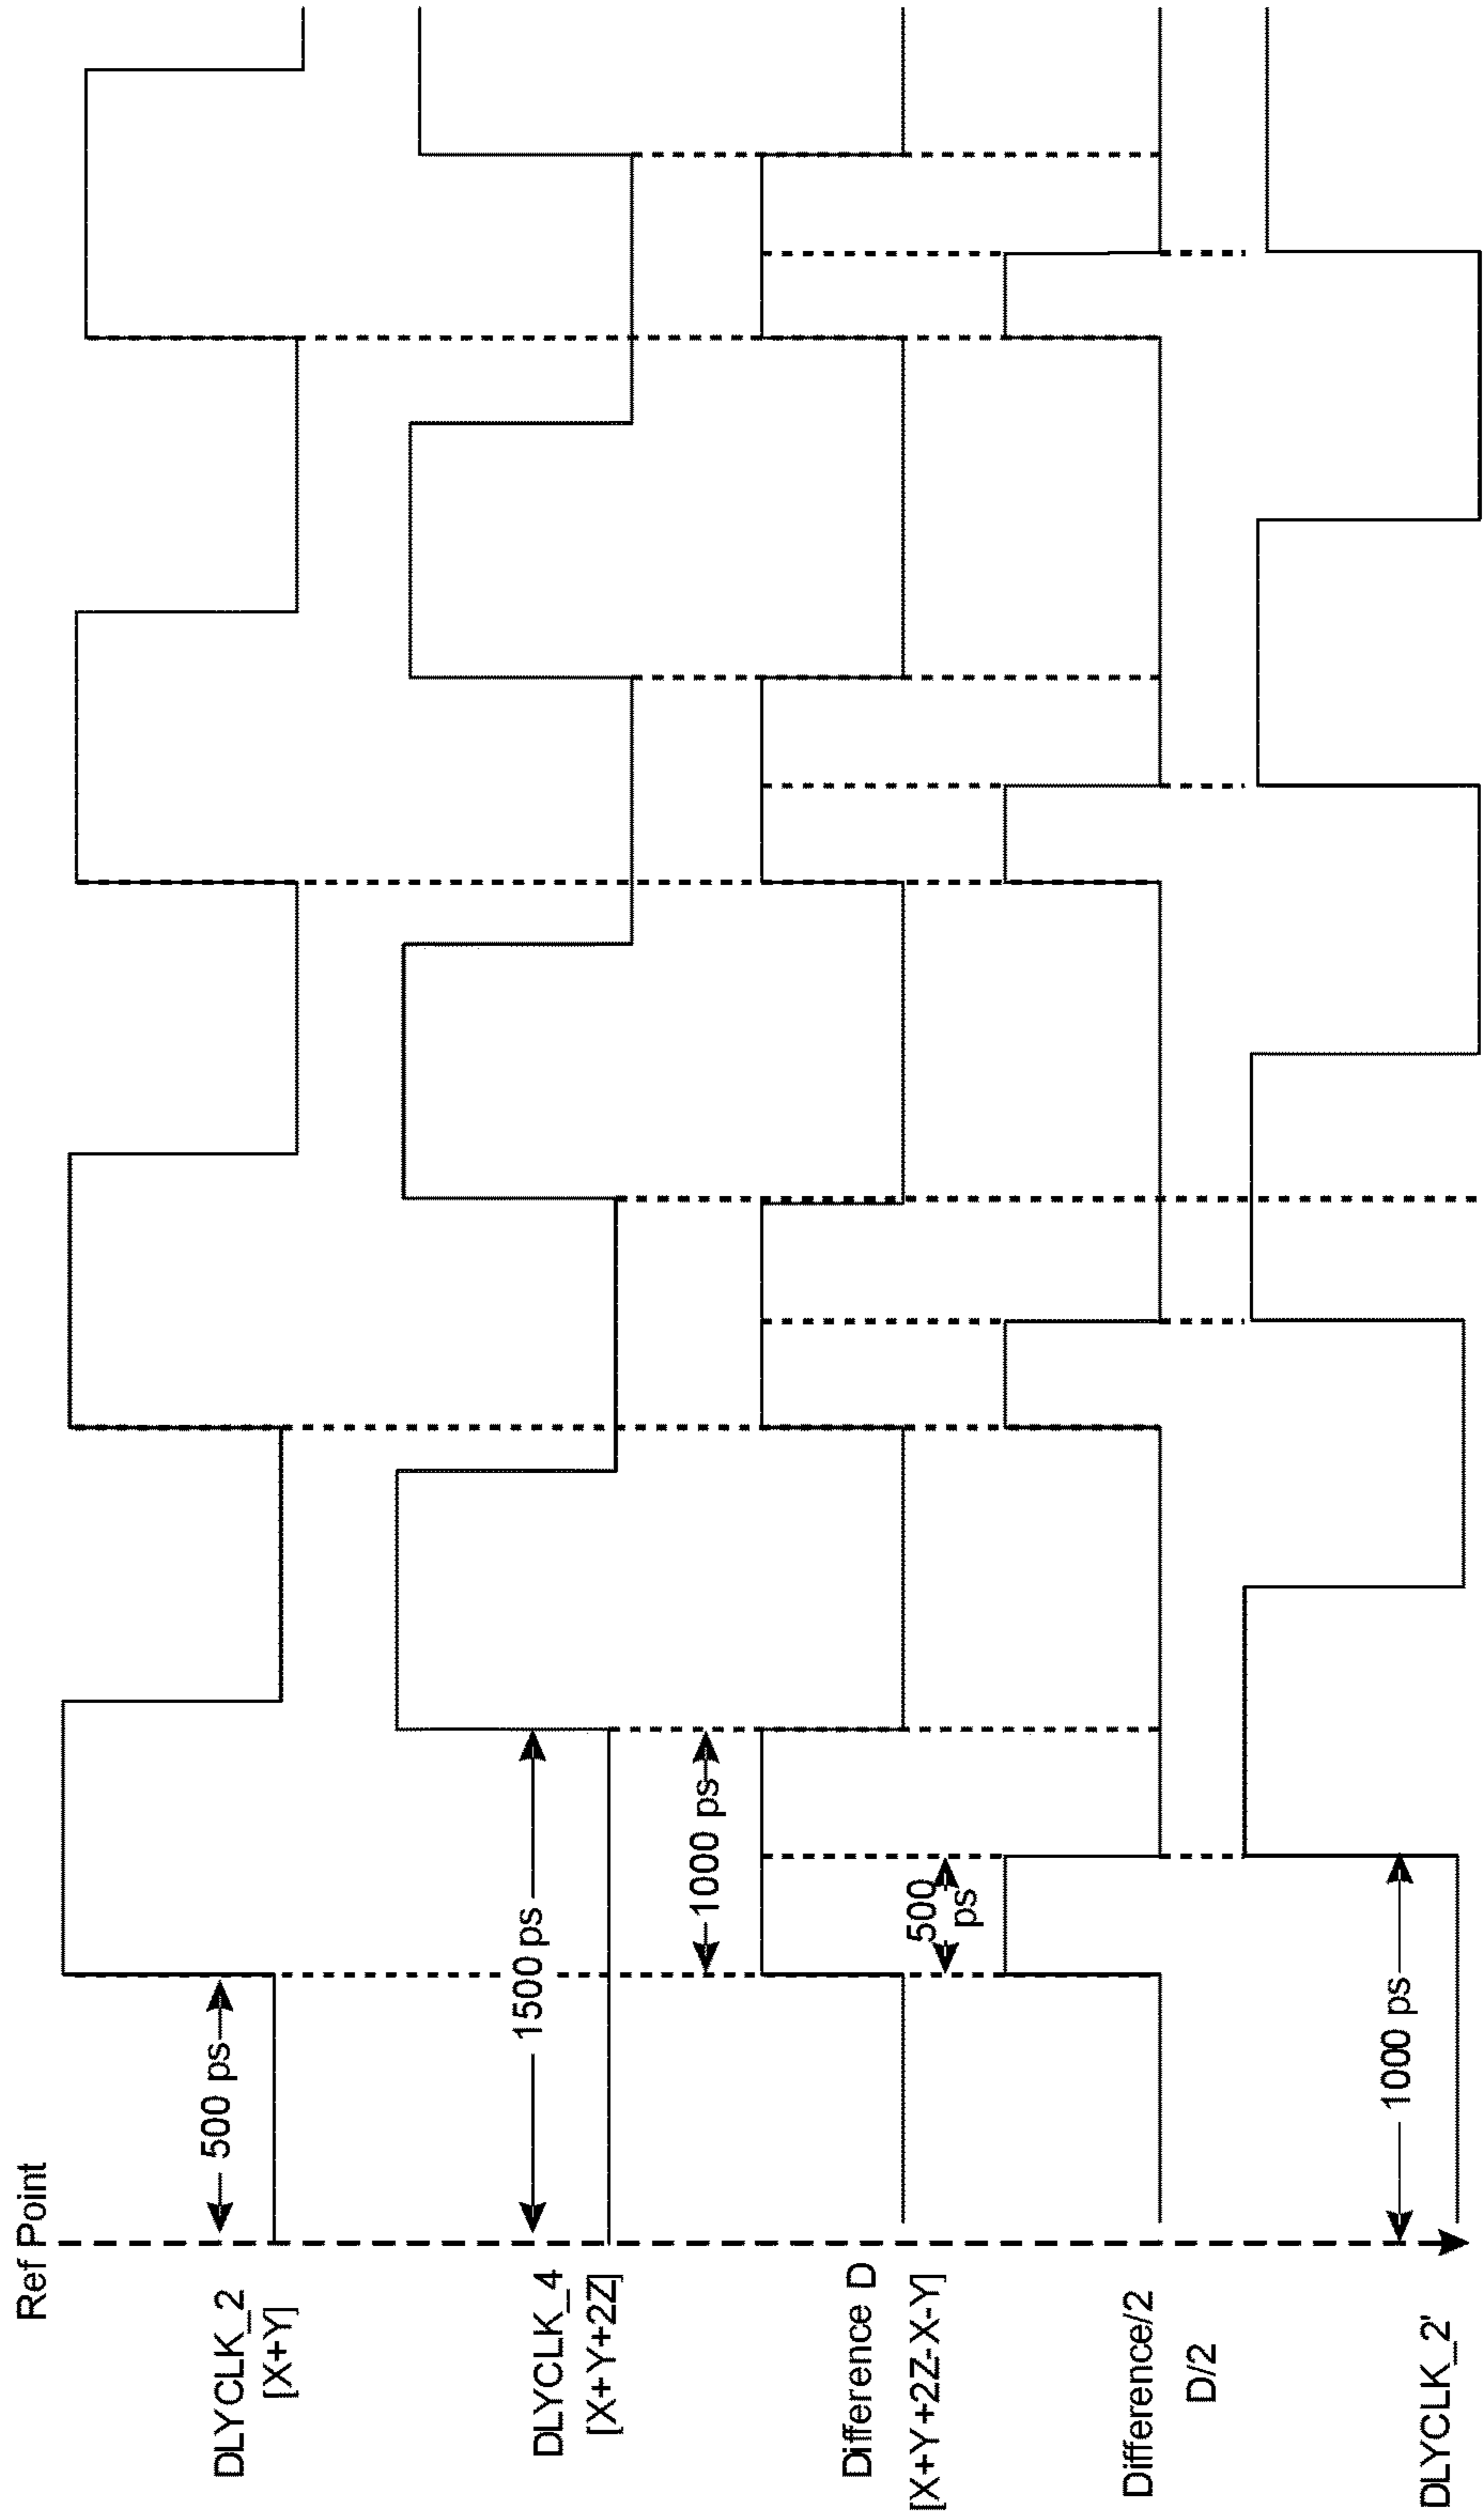 Ref Point
DLYCLK_2
[X+Y]
500 ps
DLYCLK_4
[X+Y+2Z]
1500 ps
Difference D
[X+Y+2Z-X-Y]
1000 ps
Difference/2
D/2
500
ps
DLYCLK_2'
1000 ps